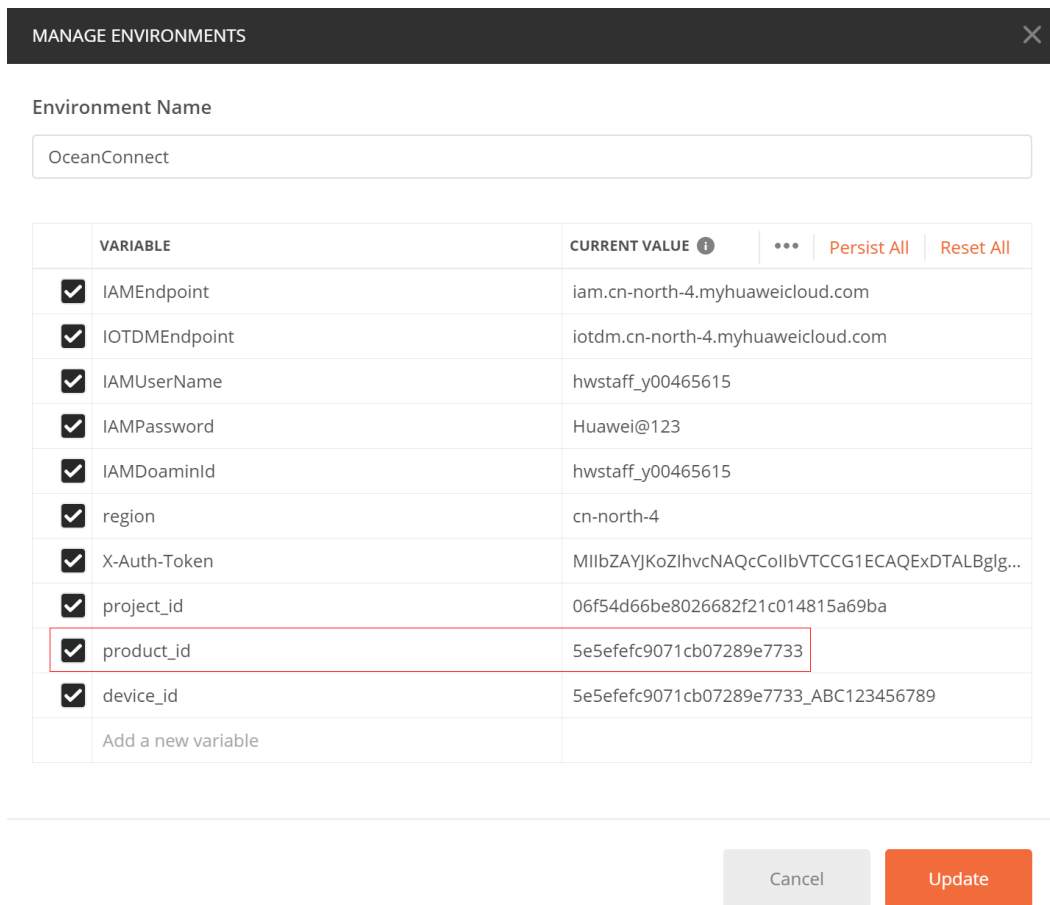 MANAGE ENVIRONMENTS
Environment Name
OceanConnect
VARIABLE CURRENT VALUE ••• Persist All Reset All
IAMEndpoint iam.cn-north-4.myhuaweicloud.com
IOTDMEndpoint iotdm.cn-north-4.myhuaweicloud.com
IAMUserName hwstaff_y00465615
IAMPassword Huawei@123
IAMDoaminId hwstaff_y00465615
region cn-north-4
X-Auth-Token MIIbZAYJKoZIhvcNAQcCoIIbVTCCG1ECAQExDTALBglg...
project_id 06f54d66be8026682f21c014815a69ba
product_id 5e5efefc9071cb07289e7733
device_id 5e5efefc9071cb07289e7733_ABC123456789
Add a new variable
Cancel Update